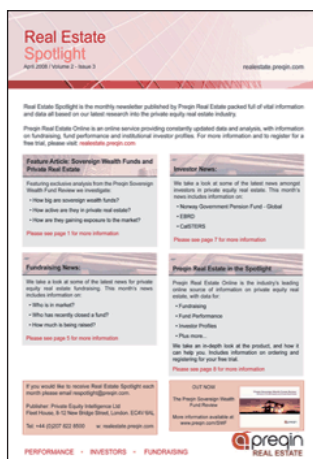 Real Estate
Spotlight
April 2008 / Volume 2 - Issue 3
realestate.preqin.com
Real Estate Spotlight is the monthly newsletter published by Preqin Real Estate packed full of vital information
and data all based on our latest research into the private equity real estate industry.
Preqin Real Estate Online is an online service providing constantly updated data and analysis, with information
on fundraising, fund performance and institutional investor profiles. For more information and to register for a
free trial, please visit: realestate.preqin.com
Feature Article: Sovereign Wealth Funds and
Private Real Estate
Featuring exclusive analysis from the Preqin Sovereign
Wealth Fund Review we investigate:
• How big are sovereign wealth funds?
• How active are they in private real estate?
• How are they gaining exposure to the market?
Please see page 1 for more information
Investor News:
We take a look at some of the latest news amongst
investors in private equity real estate. This month's
news includes information on:
• Norway Government Pension Fund - Global
• EBRD
• CalSTERS
Please see page 7 for more information
Fundraising News:
We take a look at some of the latest news for private
equity real estate fundraising. This month's news
includes information on:
• Who is in market?
• Who has recently closed a fund?
• How much is being raised?
Please see page 5 for more information
Preqin Real Estate in the Spotlight
Preqin Real Estate Online is the industry's leading
online source of information on private equity real
estate, with data for:
• Fundraising
• Fund Performance
• Investor Profiles
• Plus more...
We take an in-depth look at the product, and how it
can help you. Includes information on ordering and
registering for your free trial.
Please see page 8 for more information
If you would like to receive Real Estate Spotlight each
month please email respotlight@preqin.com.
Publisher: Private Equity Intelligence Ltd
Fleet House, 8-12 New Bridge Street, London. EC4V 6AL
Tel: +44 (0)207 822 8500 w: realestate.preqin.com
OUT NOW
The Preqin Sovereign Wealth
Fund Review
More information available at:
www.preqin.com/SWF
PERFORMANCE - INVESTORS - FUNDRAISING
preqin
REAL ESTATE